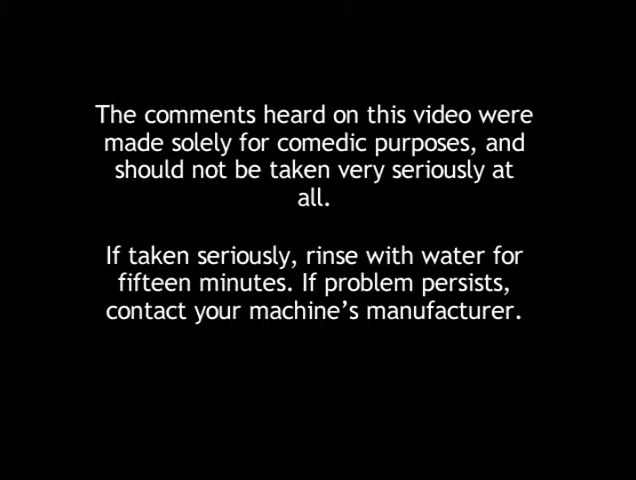 The comments heard on this video were
made solely for comedic purposes, and
should not be taken very seriously at
all.
If taken seriously, rinse with water for
fifteen minutes. If problem persists,
contact your machine’s manufacturer.